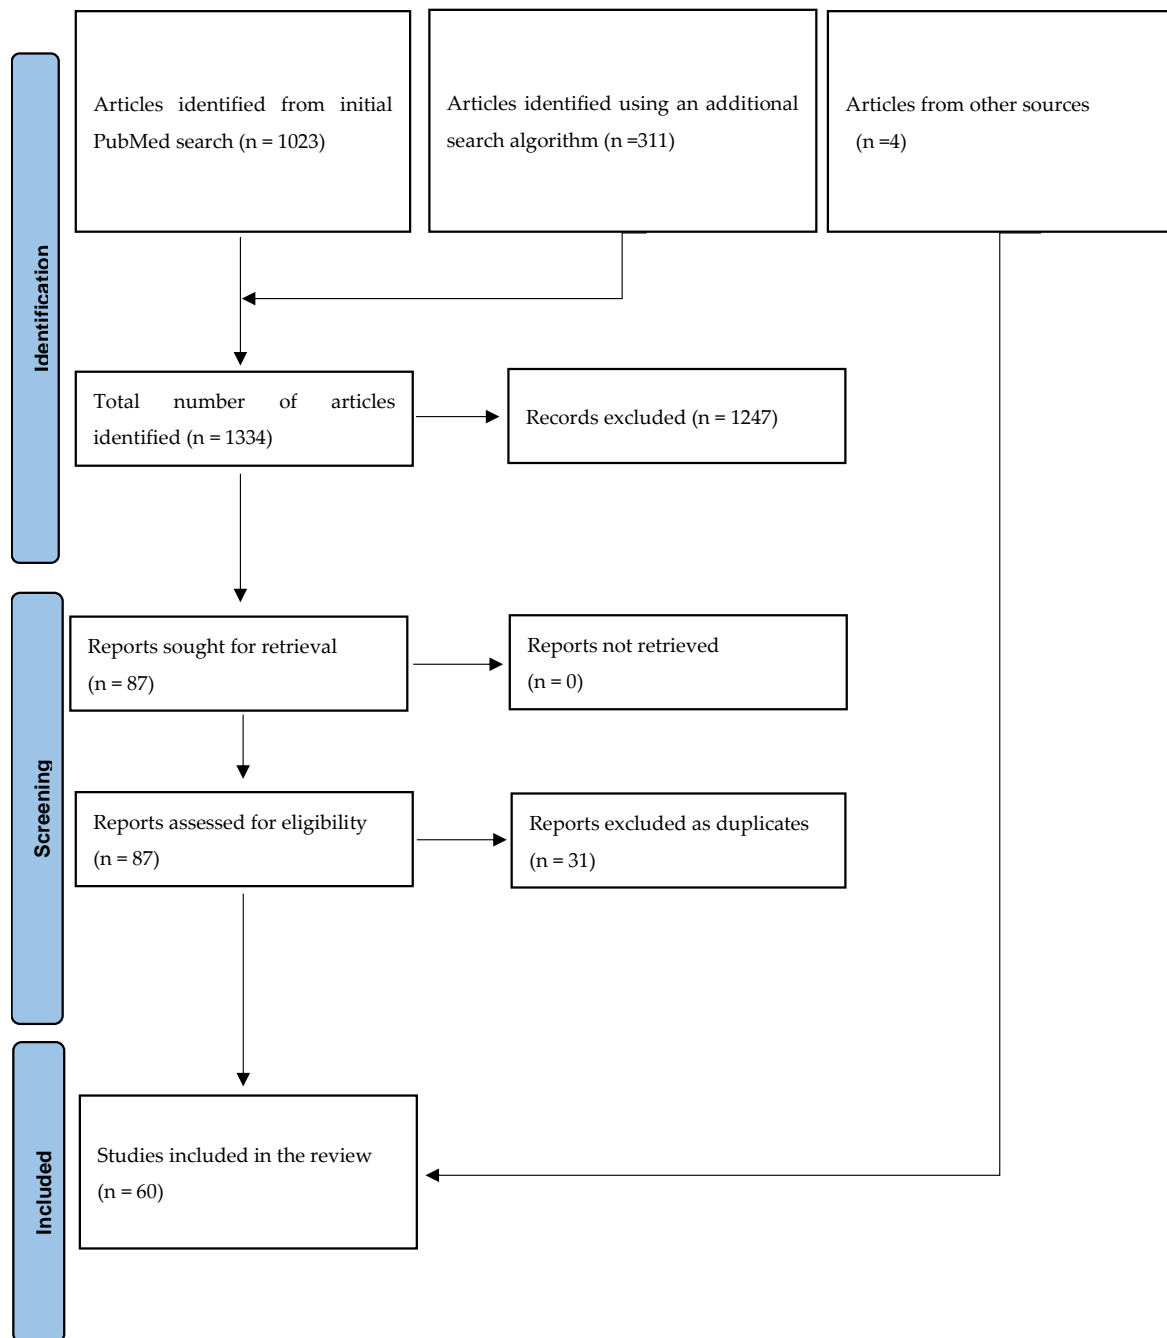 Articles identified from initial
PubMed search (n = 1023)
Articles identified using an additional
search algorithm (n =311)
Articles from other sources
(n =4)
Identification
Total number of articles
identified (n = 1334)
Records excluded (n = 1247)
Screening
Reports sought for retrieval
(n = 87)
Reports not retrieved
(n = 0)
Reports assessed for eligibility
(n = 87)
Reports excluded as duplicates
(n = 31)
Included
Studies included in the review
(n = 60)